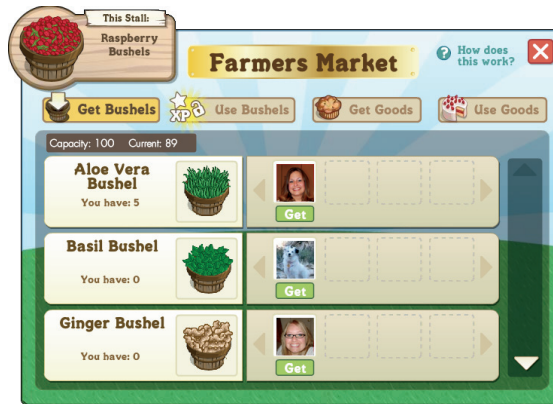 This Stall:
Raspberry
Bushels
Farmers Market
? How does
this work?
Get Bushels
XP Use Bushels
Get Goods
Use Goods
Capacity: 100 Current: 89
Aloe Vera
Bushel
You have: 5
Get
Basil Bushel
You have: 0
Get
Ginger Bushel
You have: 0
Get